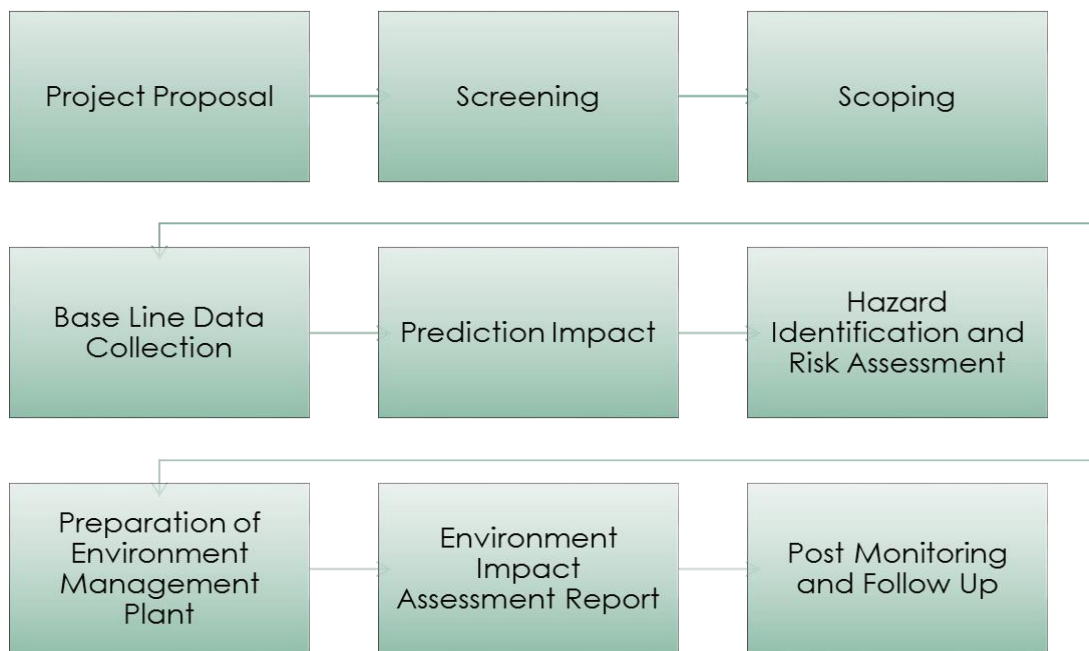 Project Proposal
Screening
Scoping
Base Line Data
Collection
Prediction Impact
Hazard
Identification and
Risk Assessment
Preparation of
Environment
Management
Plant
Environment
Impact
Assessment Report
Post Monitoring
and Follow Up